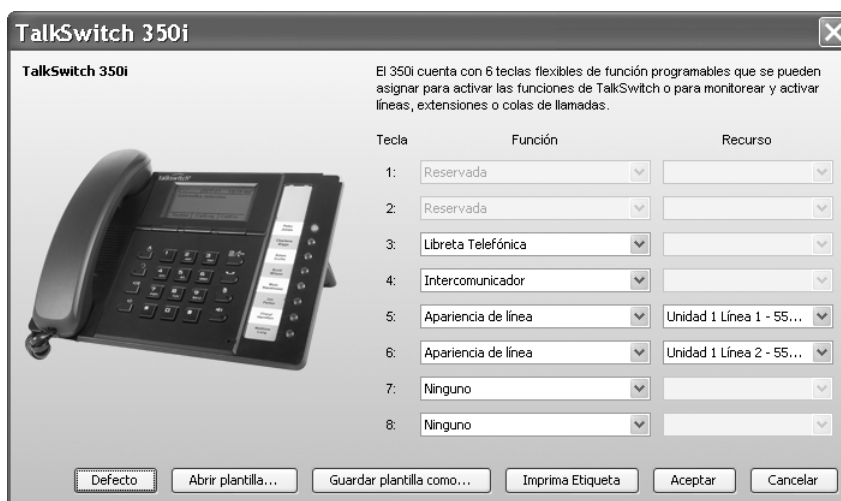 TalkSwitch 350i
TalkSwitch 350i
El 350i cuenta con 6 teclas flexibles de función programables que se pueden
asignar para activar las funciones de TalkSwitch o para monitorear y activar
líneas, extensiones o colas de llamadas.
Tecla Función Recurso
1: Reservada
2: Reservada
3: Libreta Telefónica
4: Intercomunicador
5: Apariencia de línea Unidad 1 Línea 1 - 55...
6: Apariencia de línea Unidad 1 Línea 2 - 55...
7: Ninguno
8: Ninguno
Defecto Abrir plantilla... Guardar plantilla como... Imprima Etiqueta Aceptar Cancelar